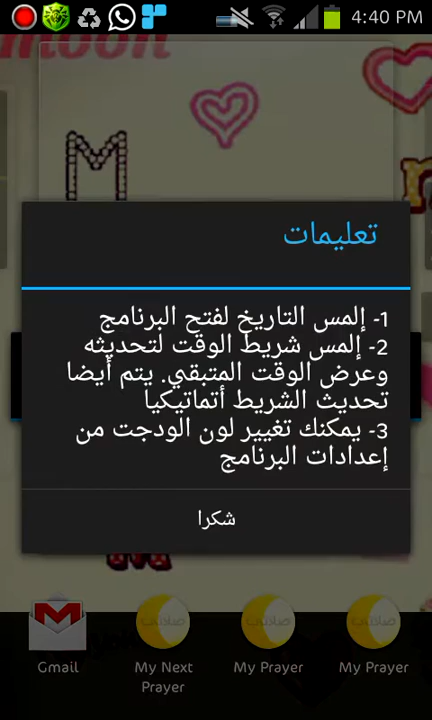 4:40 PM
moon
M
تعليمات
1- إلمس التاريخ لفتح البرنامج
2- إلمس شريط الوقت لتحديثه
وعرض الوقت المتبقي. يتم أيضا
تحديث الشريط أتماتيكيا
3- يمكنك تغيير لون الودجت من
إعدادات البرنامج
شكرا
Gmail
My Next
Prayer
My Prayer
My Prayer